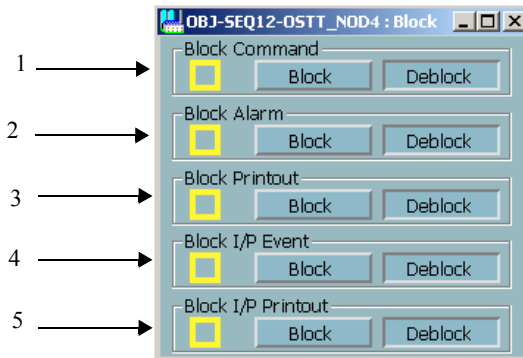 OBJ-SEQ12-OSTT_NOD4 : Block
Block Command
1 Block Deblock
Block Alarm
2 Block Deblock
Block Printout
3 Block Deblock
Block I/P Event
4 Block Deblock
Block I/P Printout
5 Block Deblock